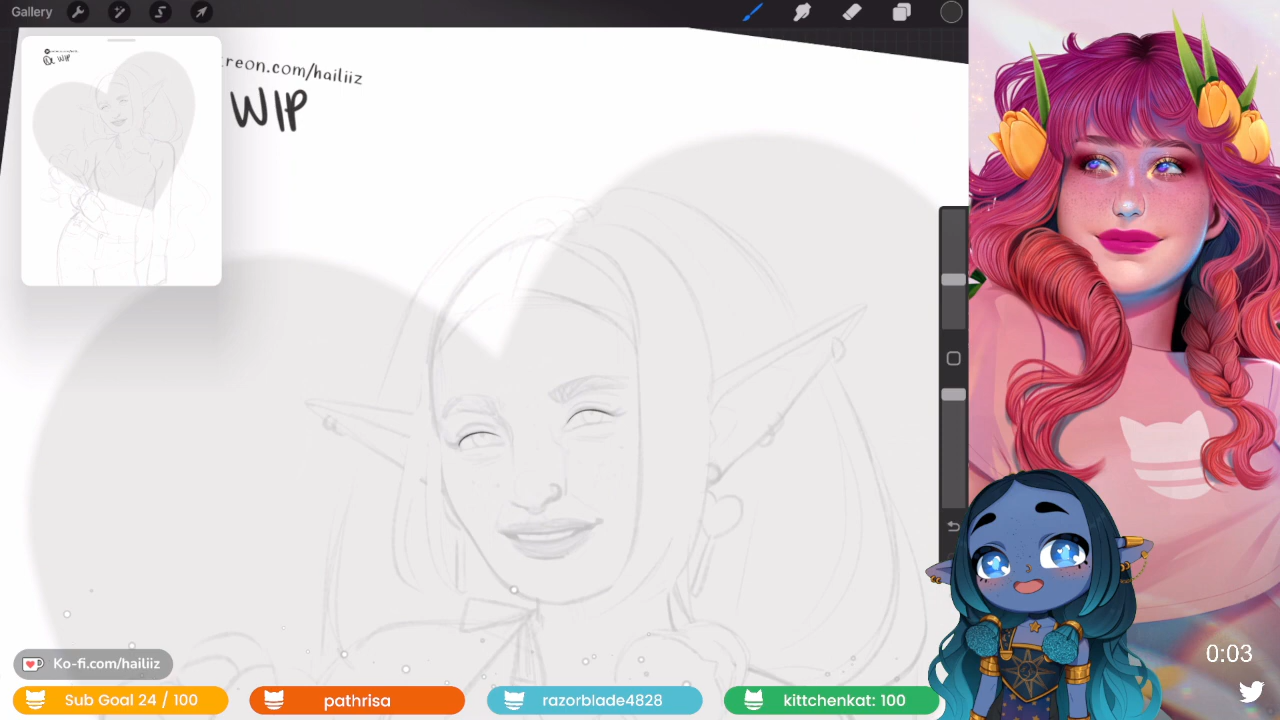 Gallery
reon.com/hailiiz
WIP
WIP
0:03
Ko-fi.com/hailiiz
Sub Goal 24 / 100
pathrisa
razorblade4828
kittchenkat: 100